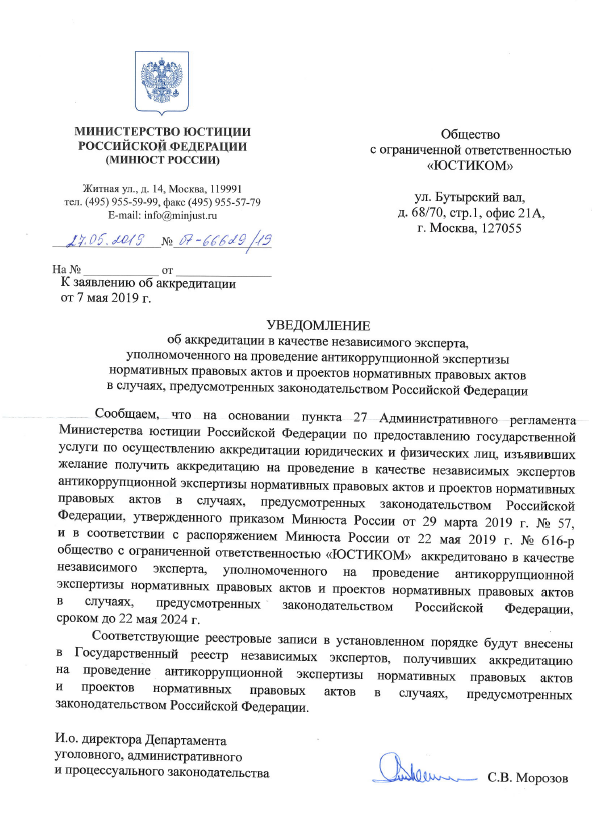 МИНИСТЕРСТВО ЮСТИЦИИ
РОССИЙСКОЙ ФЕДЕРАЦИИ
(МИНЮСТ РОССИИ)
Житная ул., д. 14, Москва, 119991
тел. (495) 955-59-99, факс (495) 955-57-79
E-mail: info@minjust.ru
27.05.2019 № 07-66629/19
На № ____________ от ________________
К заявлению об аккредитации
от 7 мая 2019 г.
Общество
с ограниченной ответственностью
«ЮСТИКОМ»
ул. Бутырский вал,
д. 68/70, стр.1, офис 21А,
г. Москва, 127055
УВЕДОМЛЕНИЕ
об аккредитации в качестве независимого эксперта,
уполномоченного на проведение антикоррупционной экспертизы
нормативных правовых актов и проектов нормативных правовых актов
в случаях, предусмотренных законодательством Российской Федерации
Сообщаем, что на основании пункта 27 Административного регламента
Министерства юстиции Российской Федерации по предоставлению государственной
услуги по осуществлению аккредитации юридических и физических лиц, изъявивших
желание получить аккредитацию на проведение в качестве независимых экспертов
антикоррупционной экспертизы нормативных правовых актов и проектов нормативных
правовых актов в случаях, предусмотренных законодательством Российской
Федерации, утвержденного приказом Минюста России от 29 марта 2019 г. № 57,
и в соответствии с распоряжением Минюста России от 22 мая 2019 г. № 616-р
общество с ограниченной ответственностью «ЮСТИКОМ» аккредитовано в качестве
независимого эксперта, уполномоченного на проведение антикоррупционной
экспертизы нормативных правовых актов и проектов нормативных правовых актов
в случаях, предусмотренных законодательством Российской Федерации,
сроком до 22 мая 2024 г.
Соответствующие реестровые записи в установленном порядке будут внесены
в Государственный реестр независимых экспертов, получивших аккредитацию
на проведение антикоррупционной экспертизы нормативных правовых актов
и проектов нормативных правовых актов в случаях, предусмотренных
законодательством Российской Федерации.
И.о. директора Департамента
уголовного, административного
и процессуального законодательства
С.В. Морозов